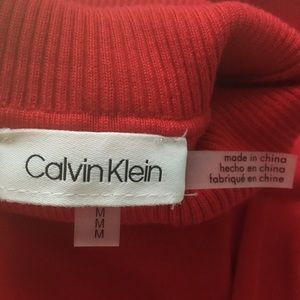 Calvin Klein
made in china
hecho en china
fabriqué en chine
M
M
M